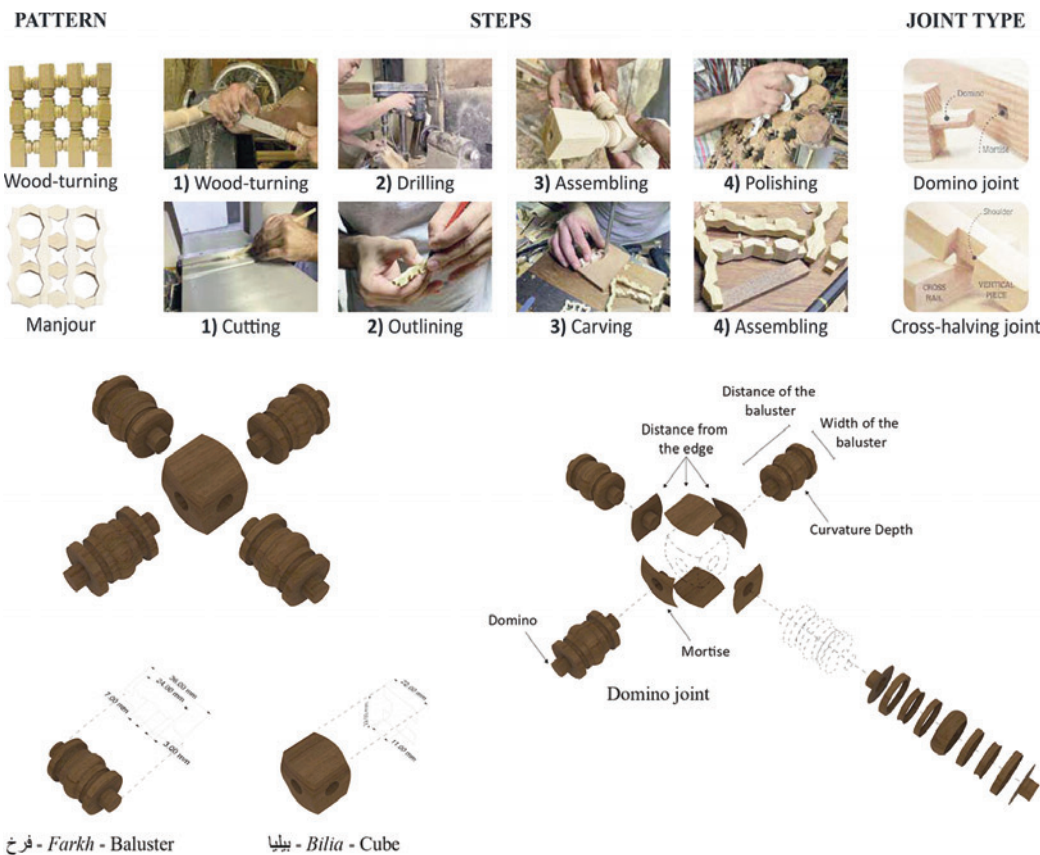 PATTERN STEPS JOINT TYPE
Domino
Mortise
Wood-turning 1) Wood-turning 2) Drilling 3) Assembling 4) Polishing Domino joint
Shoulder
CROSS RAIL
VERTICAL PIECE
Manjour 1) Cutting 2) Outlining 3) Carving 4) Assembling Cross-halving joint
Distance of the baluster
Distance from the edge
Width of the baluster
Curvature Depth
Domino
Mortise
Domino joint
36.00 mm
24.00 mm
7.00 mm
3.00 mm
22.00 mm
11.00 mm
فرخ - Farkh - Baluster
بيليا - Bilia - Cube